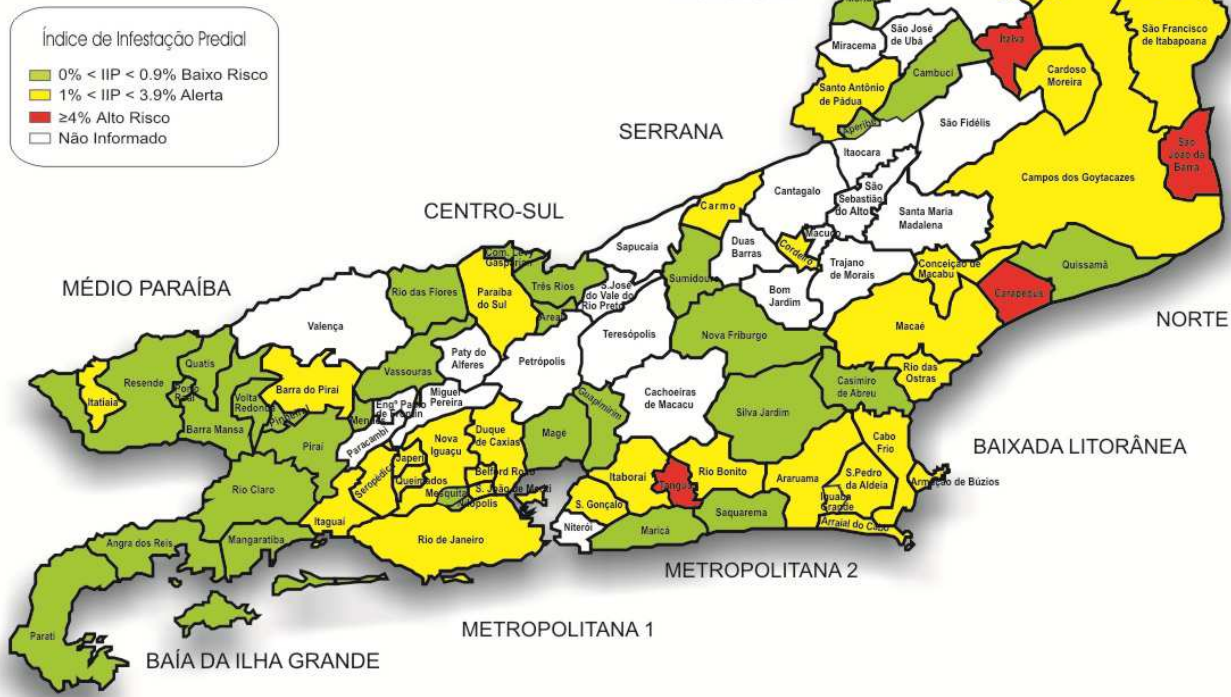 Índice de Infestação Predial
0% < IIP < 0.9% Baixo Risco
1% < IIP < 3.9% Alerta
≥4% Alto Risco
Não Informado
São José
de Ubá
Miracema
Italva
São Francisco
de Itabapoana
Cambuci
Cardoso
Moreira
Santo Antônio
de Pádua
Aperibé
São Fidélis
SERRANA
Itaocara
São
João da
Barra
Campos dos Goytacazes
Cantagalo
São
Sebastião
do Alto
Carmo
CENTRO-SUL
Santa Maria
Madalena
Macuco
Cordeiro
Duas
Barras
Sapucaia
Com. Levy
Gasparian
Trajano
de Morais
Conceição de
Macabu
Quissamã
MÉDIO PARAÍBA
Rio das Flores
Paraíba
do Sul
Três Rios
S.José
do Vale do
Rio Preto
Sumidouro
Bom
Jardim
Carapebus
Areal
NORTE
Valença
Macaé
Teresópolis
Nova Friburgo
Paty do
Alferes
Petrópolis
Quatis
Vassouras
Rio das
Ostras
Resende
Itatiaia
Porto
Real
Volta
Redonda
Barra do Piraí
Miguel
Pereira
Cachoeiras
de Macacu
Casimiro
de Abreu
Guapimirim
Engº Paulo
de Frontin
Mendes
Pinheiral
Silva Jardim
Barra Mansa
Piraí
Paracambi
Magé
Duque
de Caxias
Nova
Iguaçu
Cabo
Frio
BAIXADA LITORÂNEA
Japeri
Seropédica
Queimados
Belford Roxo
Itaboraí
Tanguá
Rio Bonito
Araruama
S.Pedro
da Aldeia
Armação de Búzios
Rio Claro
Mesquita
S. João de Meriti
Nilópolis
Iguaba
Grande
S. Gonçalo
Saquarema
Itaguaí
Arraial do Cabo
Niterói
Maricá
Angra dos Reis
Mangaratiba
Rio de Janeiro
METROPOLITANA 2
METROPOLITANA 1
Parati
BAÍA DA ILHA GRANDE